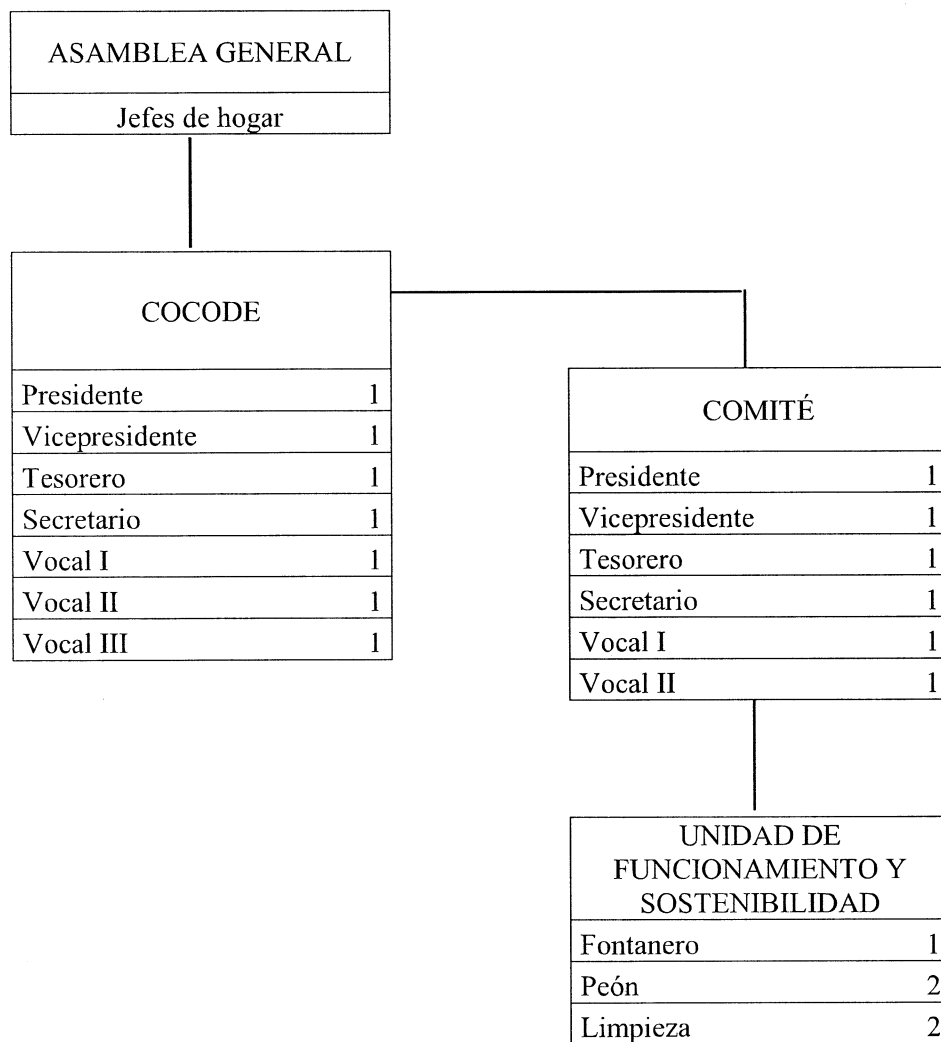 ASAMBLEA GENERAL
Jefes de hogar
COCODE
Presidente 1
Vicepresidente 1
Tesorero 1
Secretario 1
Vocal I 1
Vocal II 1
Vocal III 1
COMITÉ
Presidente 1
Vicepresidente 1
Tesorero 1
Secretario 1
Vocal I 1
Vocal II 1
UNIDAD DE
FUNCIONAMIENTO Y
SOSTENIBILIDAD
Fontanero 1
Peón 2
Limpieza 2